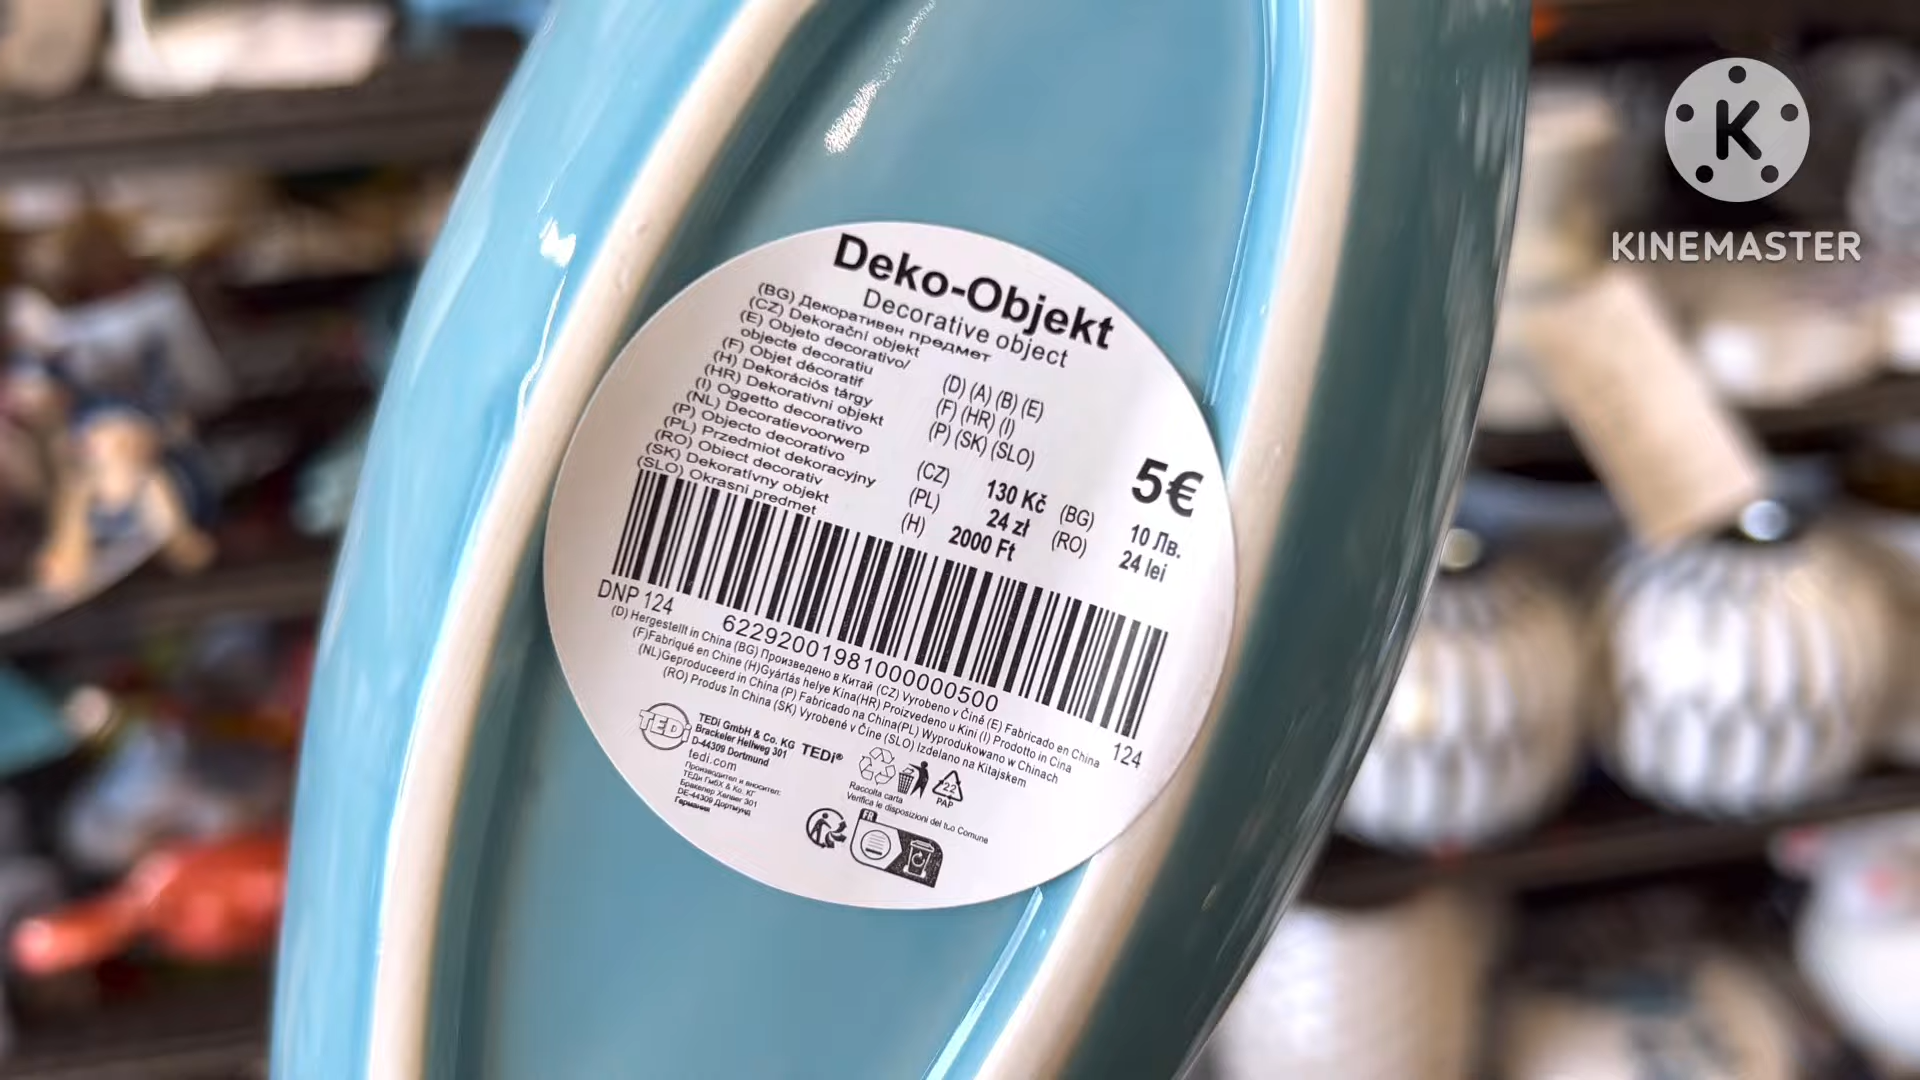 Deko-Objekt
Decorative object
(BG) Декоративен предмет
(CZ) Dekorační objekt
(E) Objeto decorativo/
objecte decoratiu
(F) Objet décoratif
(H) Dekorációs tárgy
(HR) Dekorativni objekt
(I) Oggetto decorativo
(NL) Decoratievoorwerp
(P) Objecto decorativo
(PL) Przedmiot dekoracyjny
(RO) Obiect decorativ
(SK) Dekoratívny objekt
(SLO) Okrasni predmet
(D) (A) (B) (E)
(F) (HR) (I)
(P) (SK) (SLO)
5€
(CZ) 130 Kč (BG) 10 Лв.
(PL) 24 zł (RO) 24 lei
(H) 2000 Ft
DNP 124
62292001981000000500
124
(D) Hergestellt in China (BG) Произведено в Китай (CZ) Vyrobeno v Číně (E) Fabricado en China
(F)Fabriqué en Chine (H)Gyártás helye Kína(HR) Proizvedeno u Kini (I) Prodotto in Cina
(NL)Geproduceerd in China (P) Fabricado na China(PL) Wyprodukowano w Chinach
(RO) Produs În China (SK) Vyrobené v Číne (SLO) Izdelano na Kitajskem
TEDi
TEDi GmbH & Co. KG
Brackeler Hellweg 301
D-44309 Dortmund
tedi.com
TEDi®
Производител и вносител:
ТЕДи ГмбХ & Ко. КГ
Бракелер Хелвег 301
DE-44309 Дортмунд
Германия
22
PAP
Raccolta carta
Verifica le disposizioni del tuo Comune
FR
K
KINEMASTER